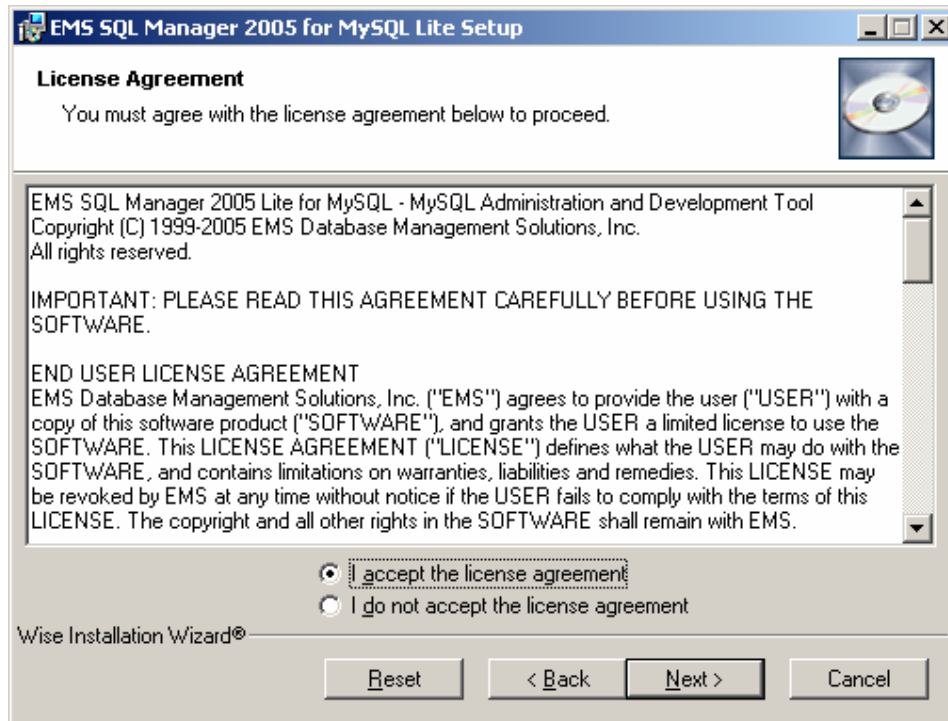 EMS SQL Manager 2005 for MySQL Lite Setup
License Agreement
You must agree with the license agreement below to proceed.
EMS SQL Manager 2005 Lite for MySQL - MySQL Administration and Development Tool
Copyright (C) 1999-2005 EMS Database Management Solutions, Inc.
All rights reserved.
IMPORTANT: PLEASE READ THIS AGREEMENT CAREFULLY BEFORE USING THE
SOFTWARE.
END USER LICENSE AGREEMENT
EMS Database Management Solutions, Inc. ("EMS") agrees to provide the user ("USER") with a
copy of this software product ("SOFTWARE"), and grants the USER a limited license to use the
SOFTWARE. This LICENSE AGREEMENT ("LICENSE") defines what the USER may do with the
SOFTWARE, and contains limitations on warranties, liabilities and remedies. This LICENSE may
be revoked by EMS at any time without notice if the USER fails to comply with the terms of this
LICENSE. The copyright and all other rights in the SOFTWARE shall remain with EMS.
I accept the license agreement
I do not accept the license agreement
Wise Installation Wizard®
Reset
< Back
Next >
Cancel